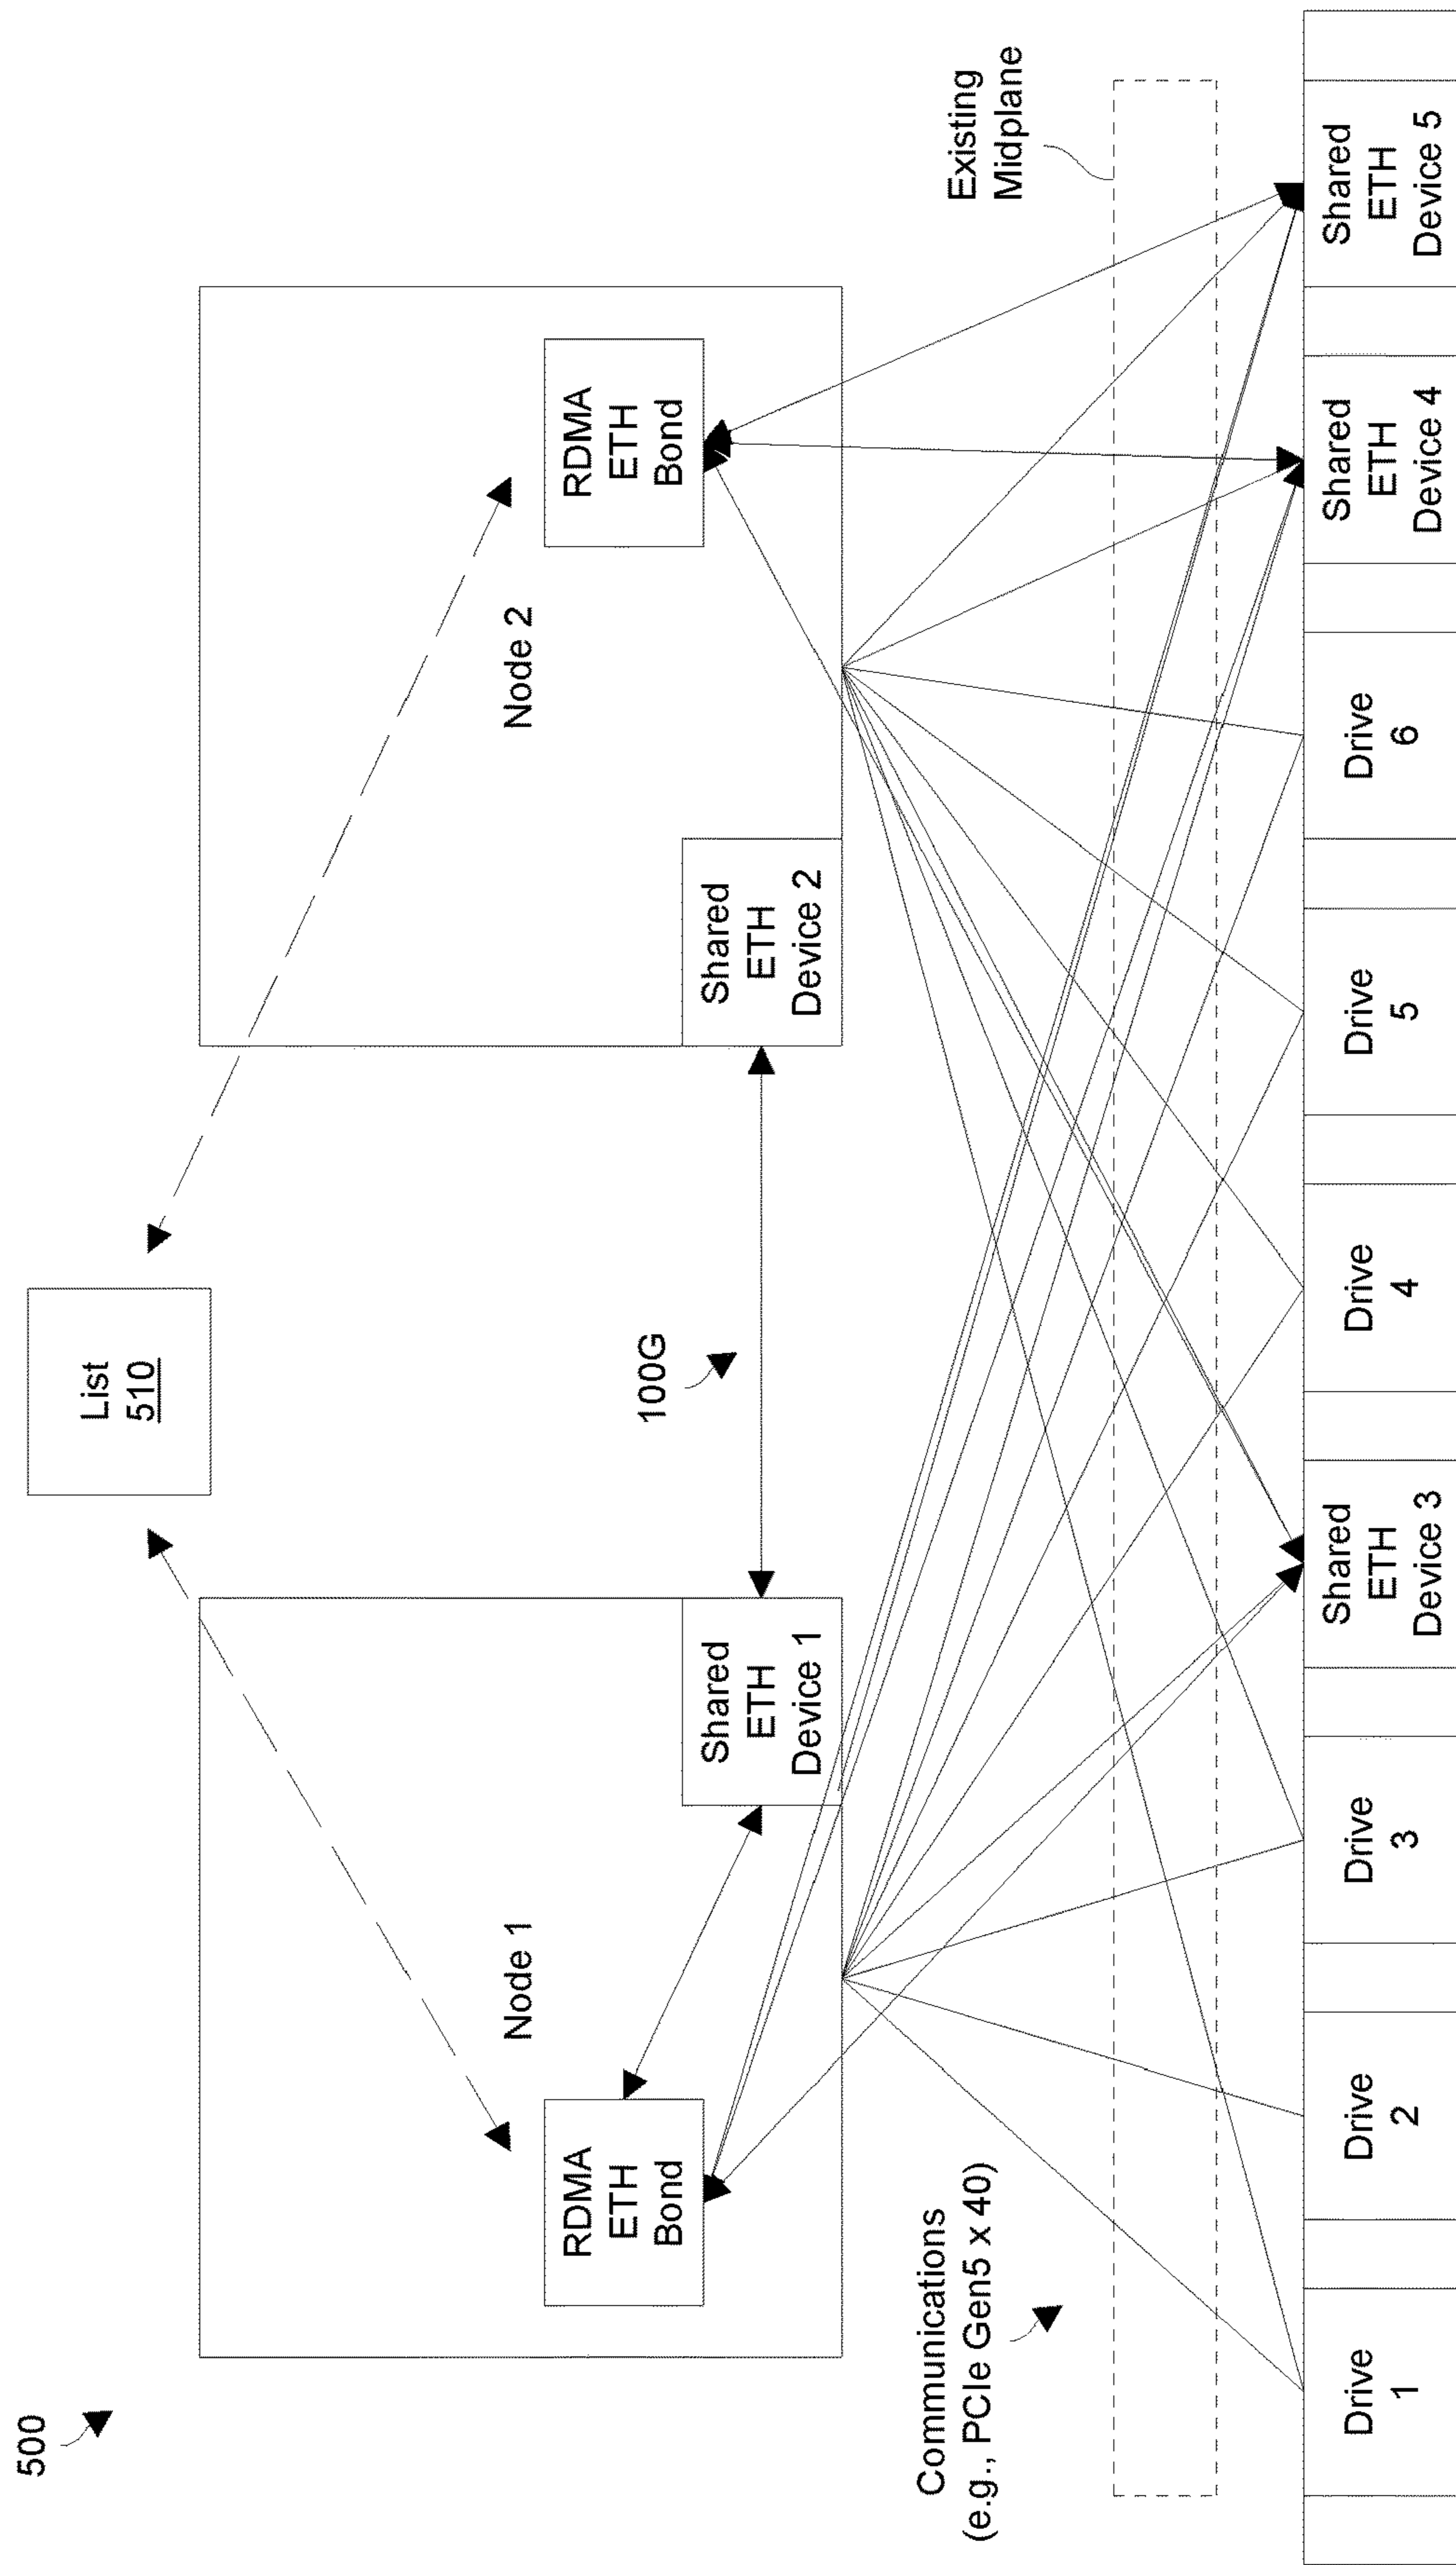 500
List
510
Node 1
Node 2
RDMA
ETH
Bond
Shared
ETH
Device 1
100G
Shared
ETH
Device 2
RDMA
ETH
Bond
Communications
(e.g., PCIe Gen5 x 40)
Existing
Midplane
Drive
1
Drive
2
Drive
3
Shared
ETH
Device 3
Drive
4
Drive
5
Drive
6
Shared
ETH
Device 4
Shared
ETH
Device 5